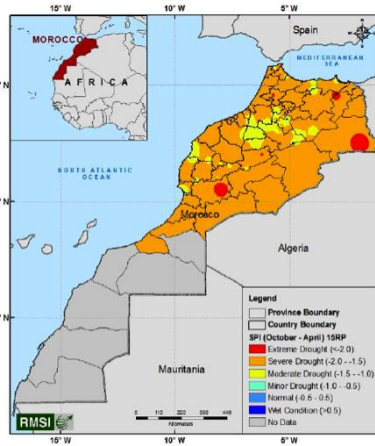 15°W
10°W
5°W
Spain
MOROCCO
AFRICA
MEDITERRANEAN
SEA
NORTH ATLANTIC
OCEAN
Morocco
Algeria
Mauritania
Legend
Province Boundary
Country Boundary
SPI (October - April) 15RP
Extreme Drought (<-2.0)
Severe Drought (-2.0 - -1.5)
Moderate Drought (-1.5 - -1.0)
Minor Drought (-1.0 - -0.5)
Normal (-0.5 - 0.5)
Wet Condition (>0.5)
No Data
0 110 220 330 440
Kilometers
RMSI
15°W
10°W
5°W